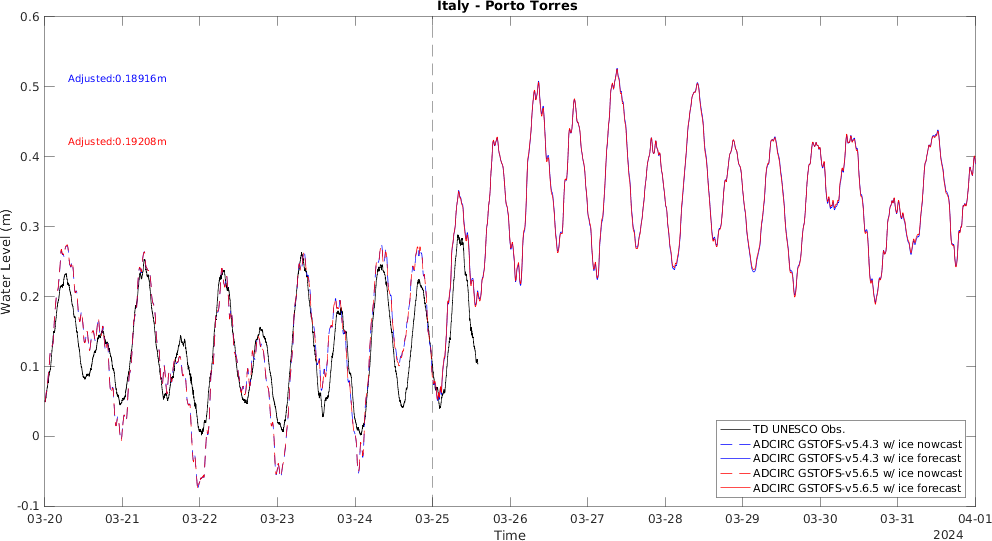 Italy - Porto Torres
0.6
0.5
0.4
0.3
0.2
0.1
0
-0.1
Water Level (m)
Adjusted:0.18916m
Adjusted:0.19208m
TD UNESCO Obs.
ADCIRC GSTOFS-v5.4.3 w/ ice nowcast
ADCIRC GSTOFS-v5.4.3 w/ ice forecast
ADCIRC GSTOFS-v5.6.5 w/ ice nowcast
ADCIRC GSTOFS-v5.6.5 w/ ice forecast
03-20 03-21 03-22 03-23 03-24 03-25 03-26 03-27 03-28 03-29 03-30 03-31 04-01
Time
2024